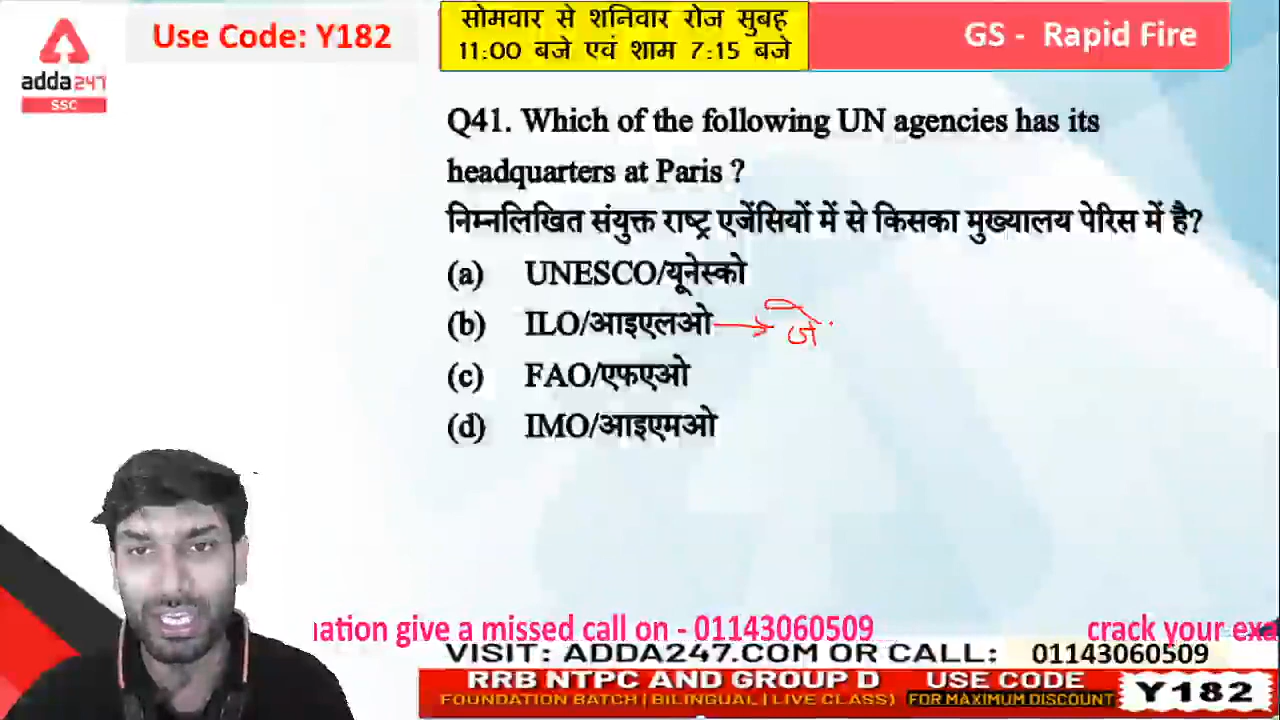 adda247
SSC
Use Code: Y182
सोमवार से शनिवार रोज सुबह
11:00 बजे एवं शाम 7:15 बजे
GS - Rapid Fire
Q41. Which of the following UN agencies has its
headquarters at Paris ?
निम्नलिखित संयुक्त राष्ट्र एजेंसियों में से किसका मुख्यालय पेरिस में है?
(a) UNESCO/यूनेस्को
(b) ILO/आइएलओ
(c) FAO/एफएओ
(d) IMO/आइएमओ
give a missed call on - 01143060509 crack your
VISIT: ADDA247.COM OR CALL: 01143060509
RRB NTPC AND GROUP D USE CODE Y182
FOUNDATION BATCH | BILINGUAL | LIVE CLASS) FOR MAXIMUM DISCOUNT